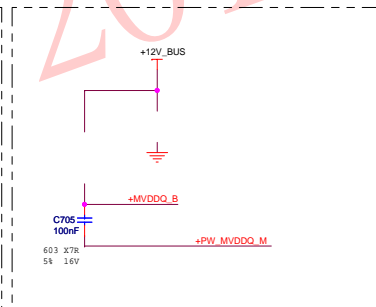 +12V_BUS
+MVDDQ_B
C705
100nF
+PW_MVDDQ_M
603 X7R
5% 16V